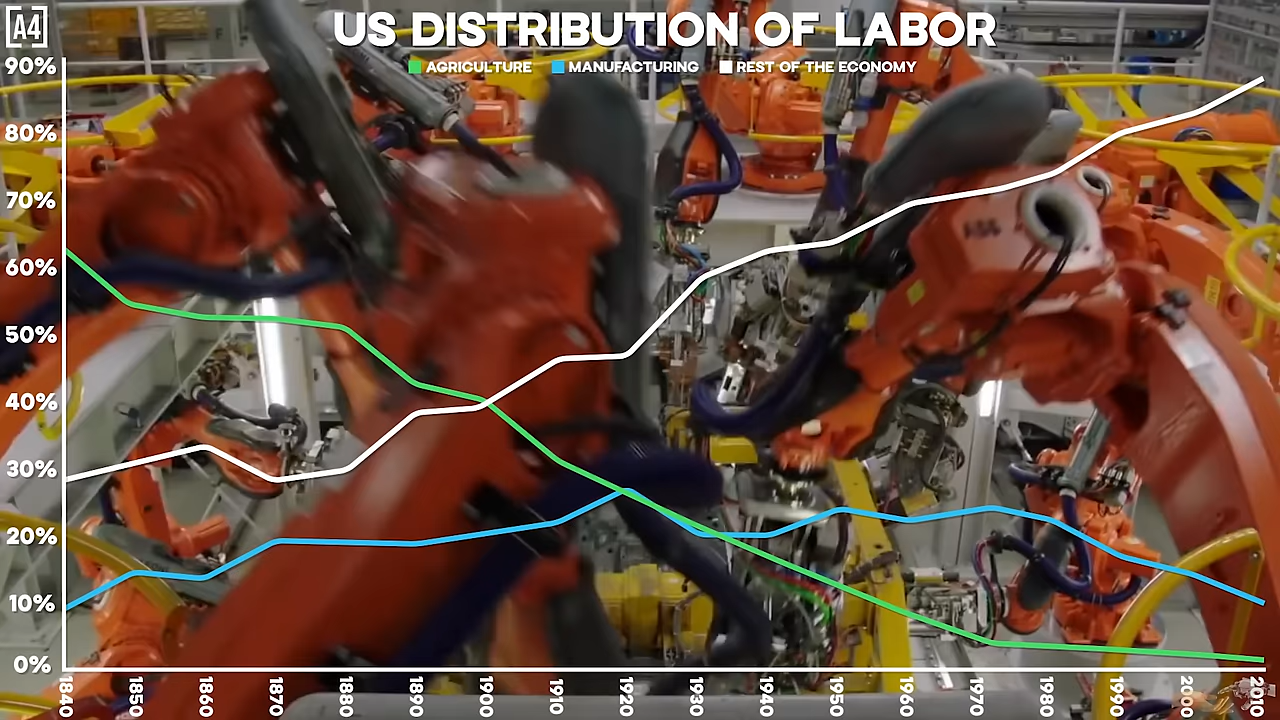 [A4]
US DISTRIBUTION OF LABOR
AGRICULTURE MANUFACTURING REST OF THE ECONOMY
90%
80%
70%
60%
50%
40%
30%
20%
10%
0%
1840 1850 1860 1870 1880 1890 1900 1910 1920 1930 1940 1950 1960 1970 1980 1990 2000 2010
ABB